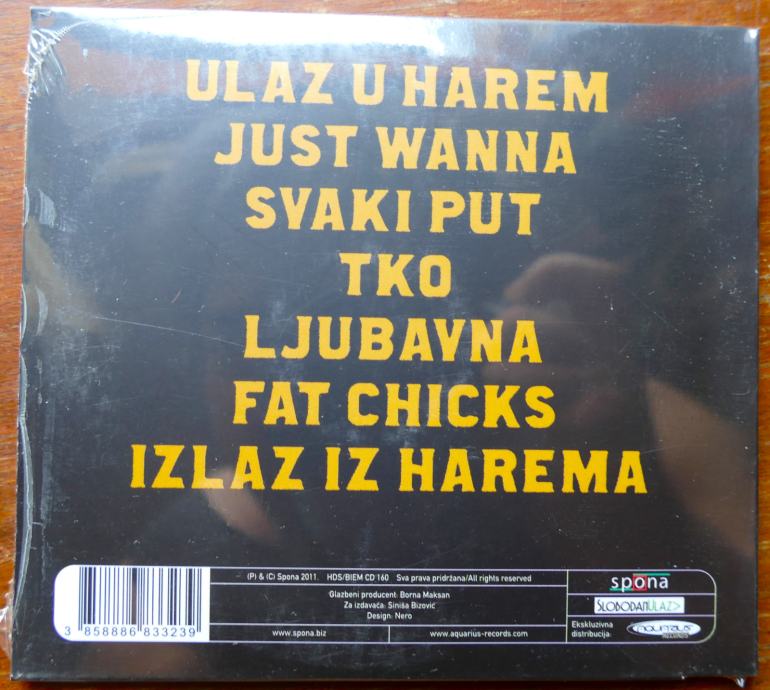 ULAZ U HAREM
JUST WANNA
SVAKI PUT
TKO
LJUBAVNA
FAT CHICKS
IZLAZ IZ HAREMA
(P) & (C) Spona 2011. HDS/BIEM CD 160 Sva prava pridržana/All rights reserved
Glazbeni producent: Borna Maksan
Za izdavača: Siniša Bizović
Design: Nero
www.spona.biz
www.aquarius-records.com
3 858886 833239
spona
SLOBODANULAZ>
Ekskluzivna
distribucija: